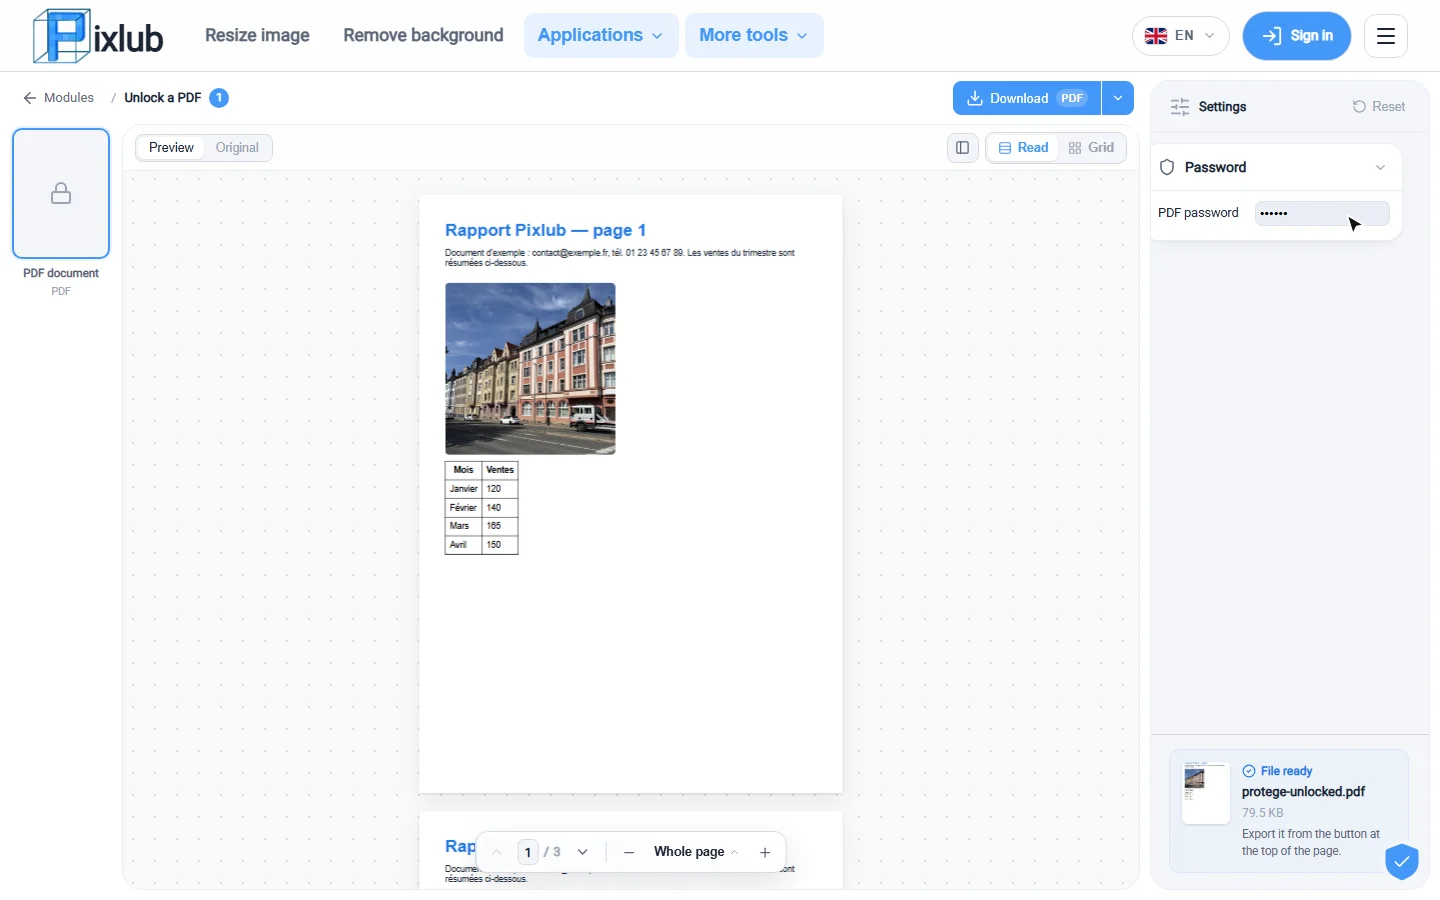 Pixlub
Resize image
Remove background
Applications
More tools
EN
Sign in
Modules
/ Unlock a PDF 1
Download PDF
Settings
Reset
Preview
Original
Read
Grid
Password
PDF password
••••••
PDF document
PDF
Rapport Pixlub — page 1
Document d'exemple : contact@exemple.fr, tél. 01 23 45 67 89. Les ventes du trimestre sont
résumées ci-dessous.
Mois Ventes
Janvier 120
Février 140
Mars 165
Avril 150
Rap
Documen
ont
résumées ci-dessous.
1 / 3
Whole page
File ready
protege-unlocked.pdf
79.5 KB
Export it from the button at
the top of the page.